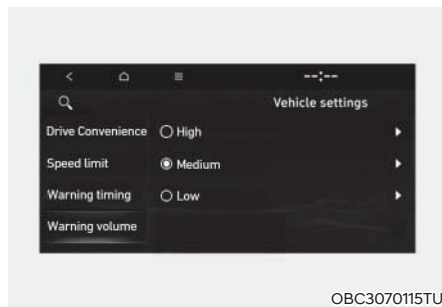 --:--
Vehicle settings
Drive Convenience High
Speed limit Medium
Warning timing Low
Warning volume
OBC3070115TU